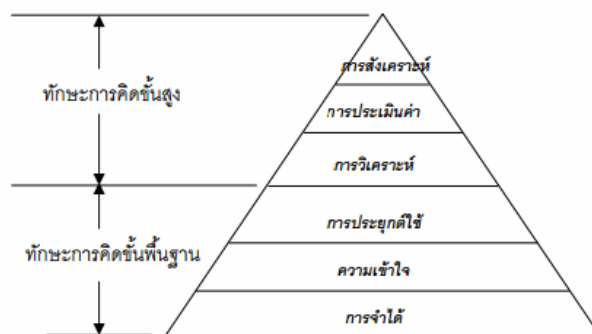 การสังเคราะห์
ทักษะการคิดขั้นสูง
การประเมินค่า
การวิเคราะห์
การประยุกต์ใช้
ทักษะการคิดขั้นพื้นฐาน
ความเข้าใจ
การจำได้